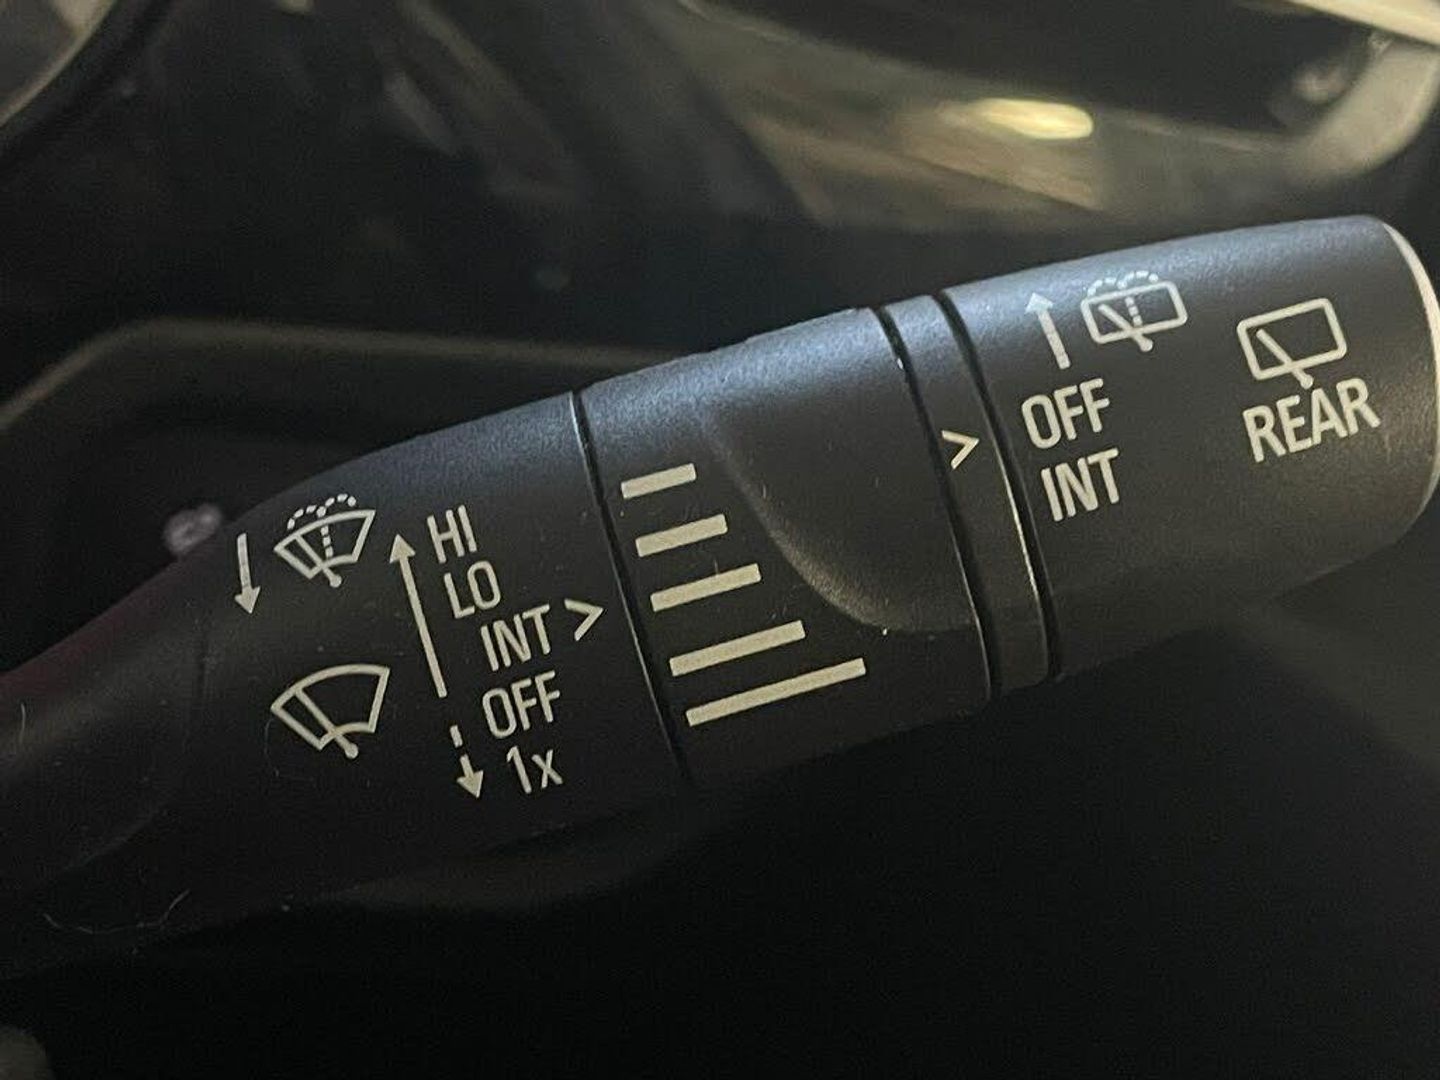 HI
LO
INT >
OFF
1x
>
OFF
INT
REAR